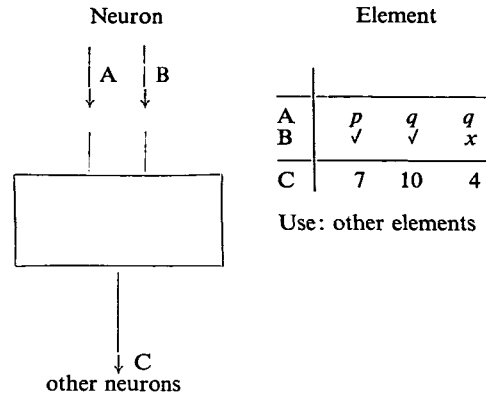 Neuron
A B
C
other neurons
Element
A p q q
B ✓ ✓ x
C 7 10 4
Use: other elements